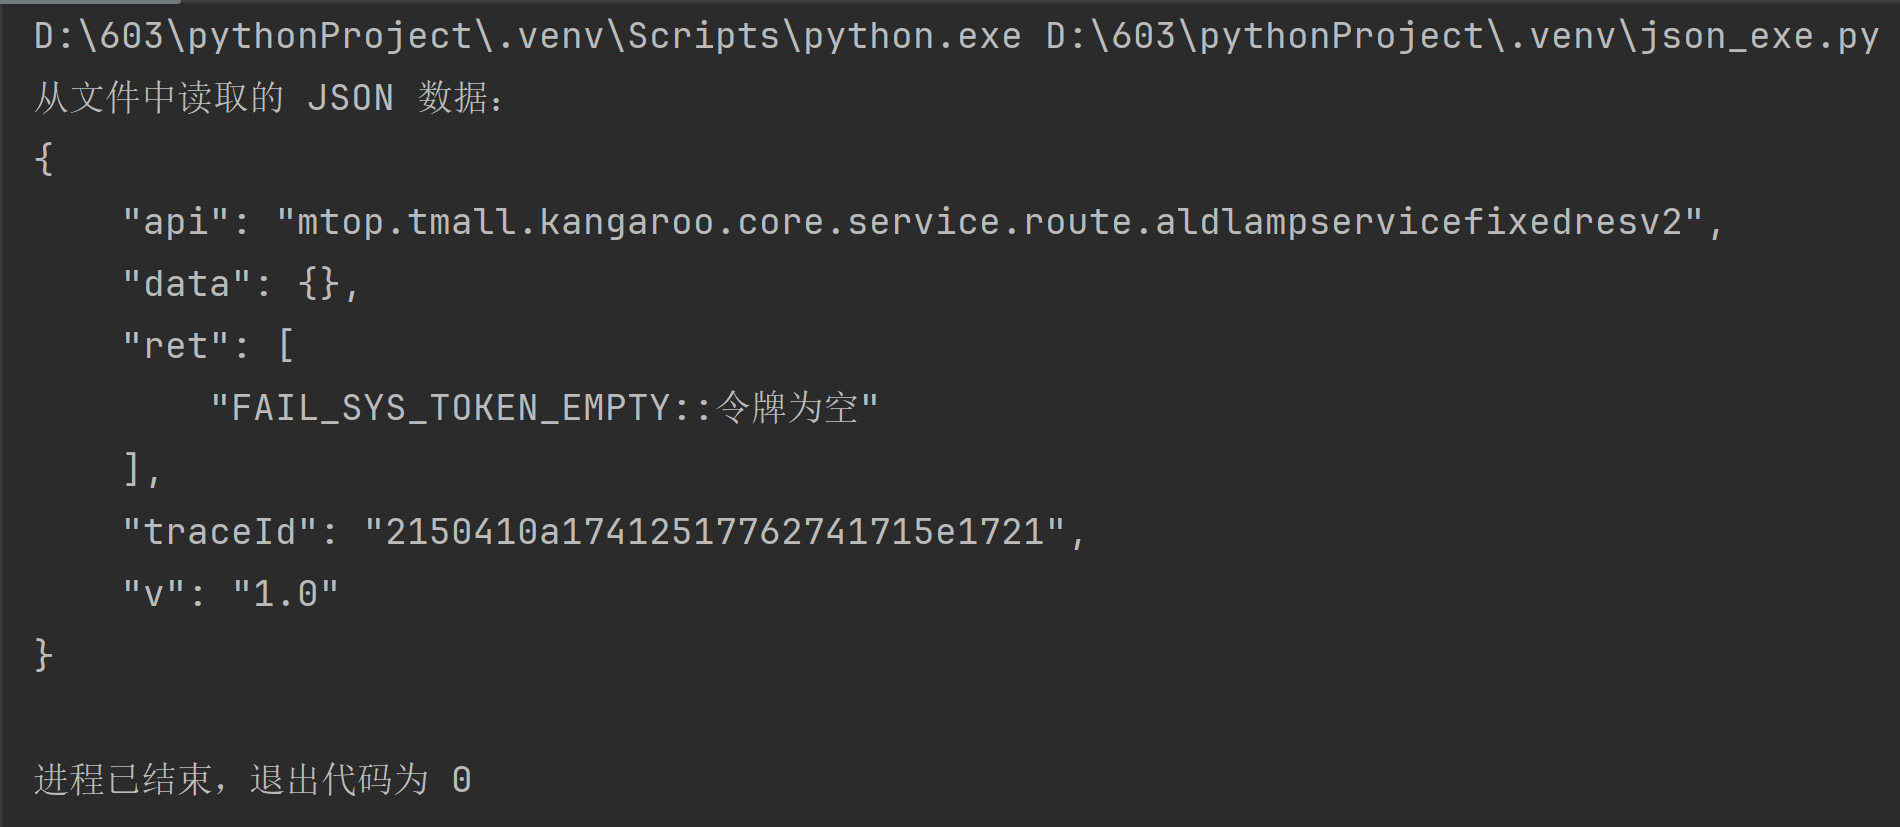 D:\603\pythonProject\.venv\Scripts\python.exe D:\603\pythonProject\.venv\json_exe.py
从文件中读取的 JSON 数据：
{
    "api": "mtop.tmall.kangaroo.core.service.route.aldlampservicefixedresv2",
    "data": {},
    "ret": [
        "FAIL_SYS_TOKEN_EMPTY::令牌为空"
    ],
    "traceId": "2150410a17412517762741715e1721",
    "v": "1.0"
}
进程已结束，退出代码为 0